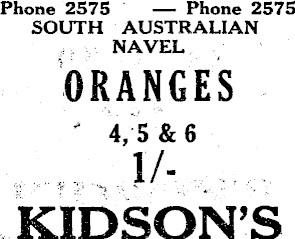 Phone 2575 — Phone 2575
SOUTH AUSTRALIAN
NAVEL
ORANGES
4, 5 & 6
1/-
KIDSON'S